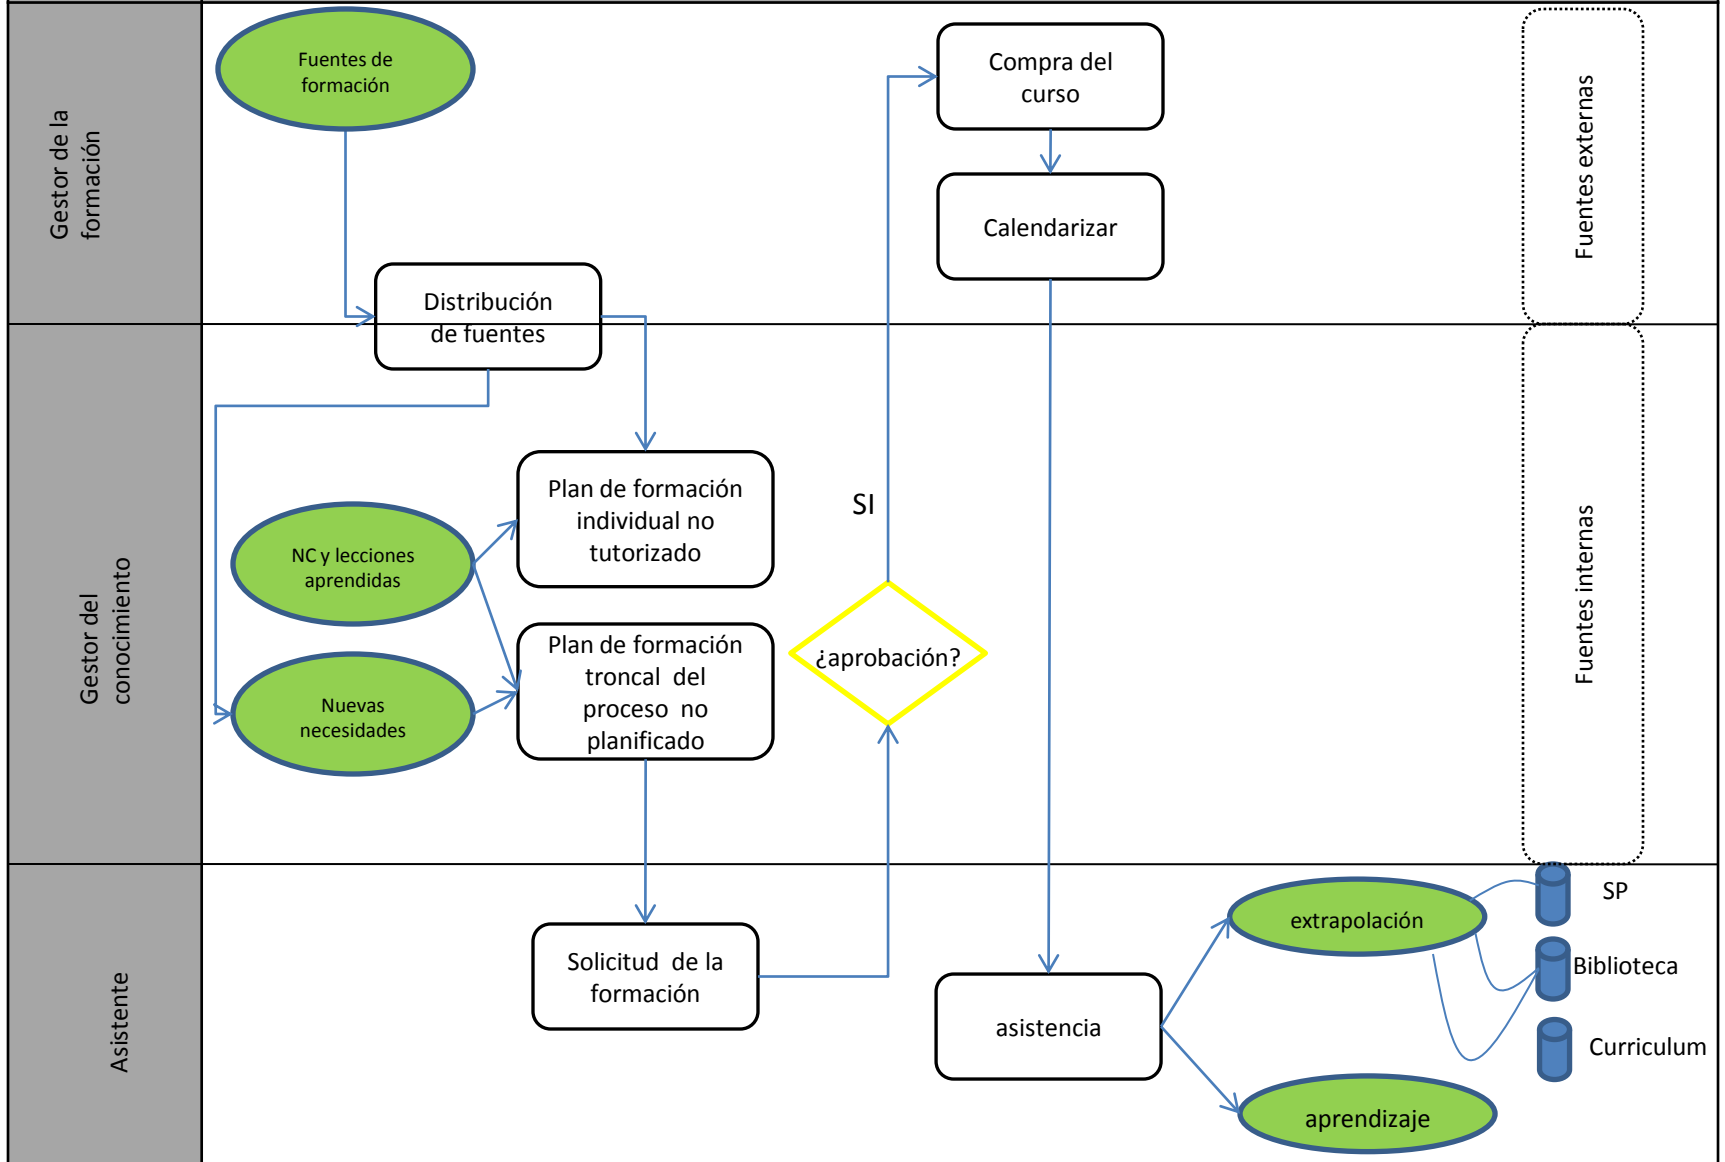 Gestor de la
formación
Fuentes de
formación
Compra del
curso
Calendarizar
Fuentes externas
Distribución
de fuentes
Gestor del
conocimiento
Plan de formación
individual no
tutorizado
SI
NC y lecciones
aprendidas
Plan de formación
troncal del
proceso no
planificado
Nuevas
necesidades
¿aprobación?
Fuentes internas
Asistente
Solicitud de la
formación
asistencia
extrapolación
aprendizaje
SP
Biblioteca
Curriculum